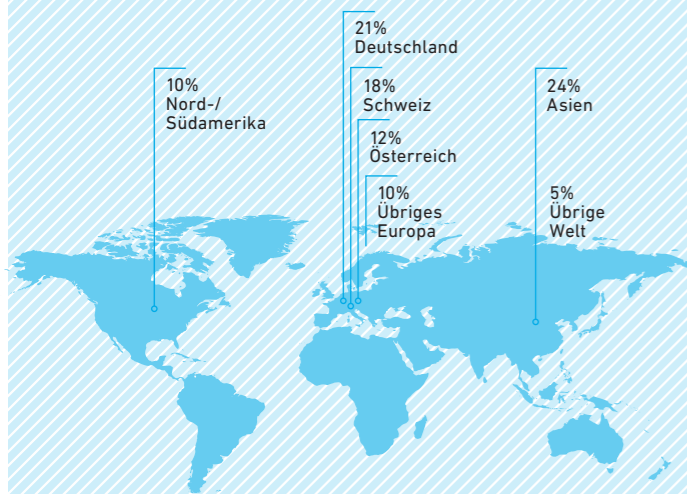 21%
Deutschland
10%
Nord-/
Südamerika
18%
Schweiz
24%
Asien
12%
Österreich
10%
Übriges
Europa
5%
Übrige
Welt